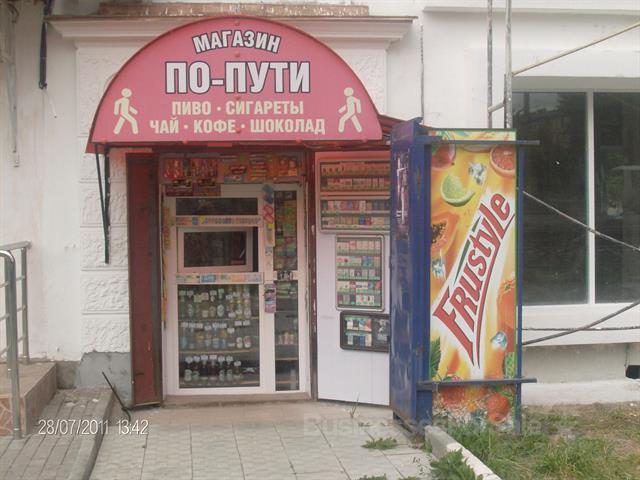 МАГАЗИН
ПО-ПУТИ
ПИВО · СИГАРЕТЫ
ЧАЙ · КОФЕ · ШОКОЛАД
FRUSTYLE
28/07/2011 13:42